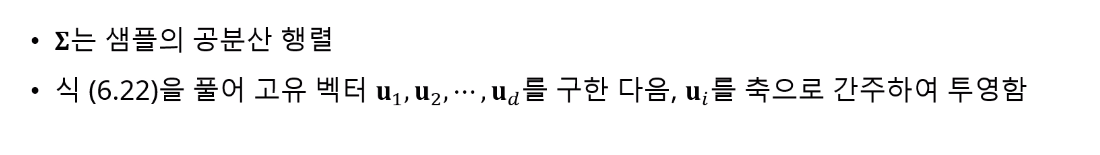 • Σ는 샘플의 공분산 행렬
• 식 (6.22)을 풀어 고유 벡터 u₁, u₂, ⋯, u_d를 구한 다음, u_i를 축으로 간주하여 투영함